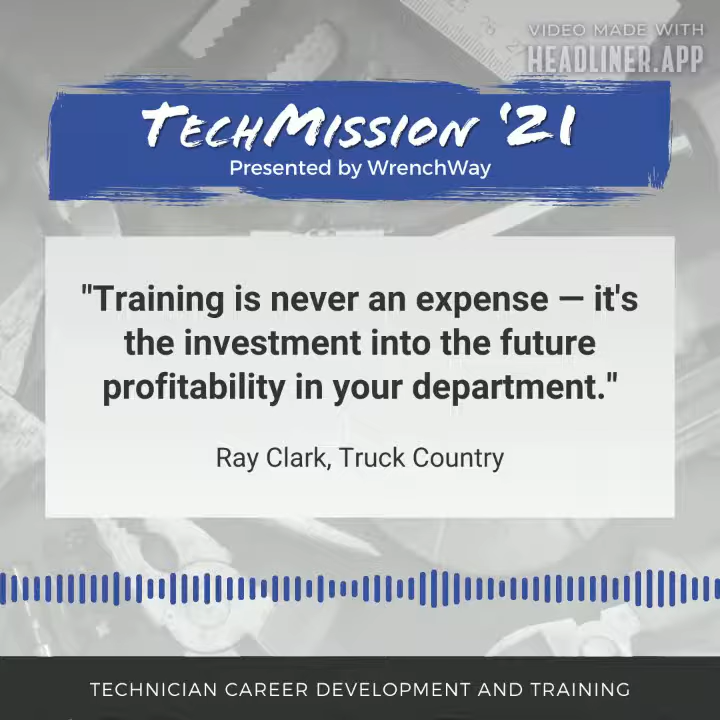 VIDEO MADE WITH
HEADLINER.APP
TECHMISSION '21
Presented by WrenchWay
"Training is never an expense — it's
the investment into the future
profitability in your department."
Ray Clark, Truck Country
TECHNICIAN CAREER DEVELOPMENT AND TRAINING